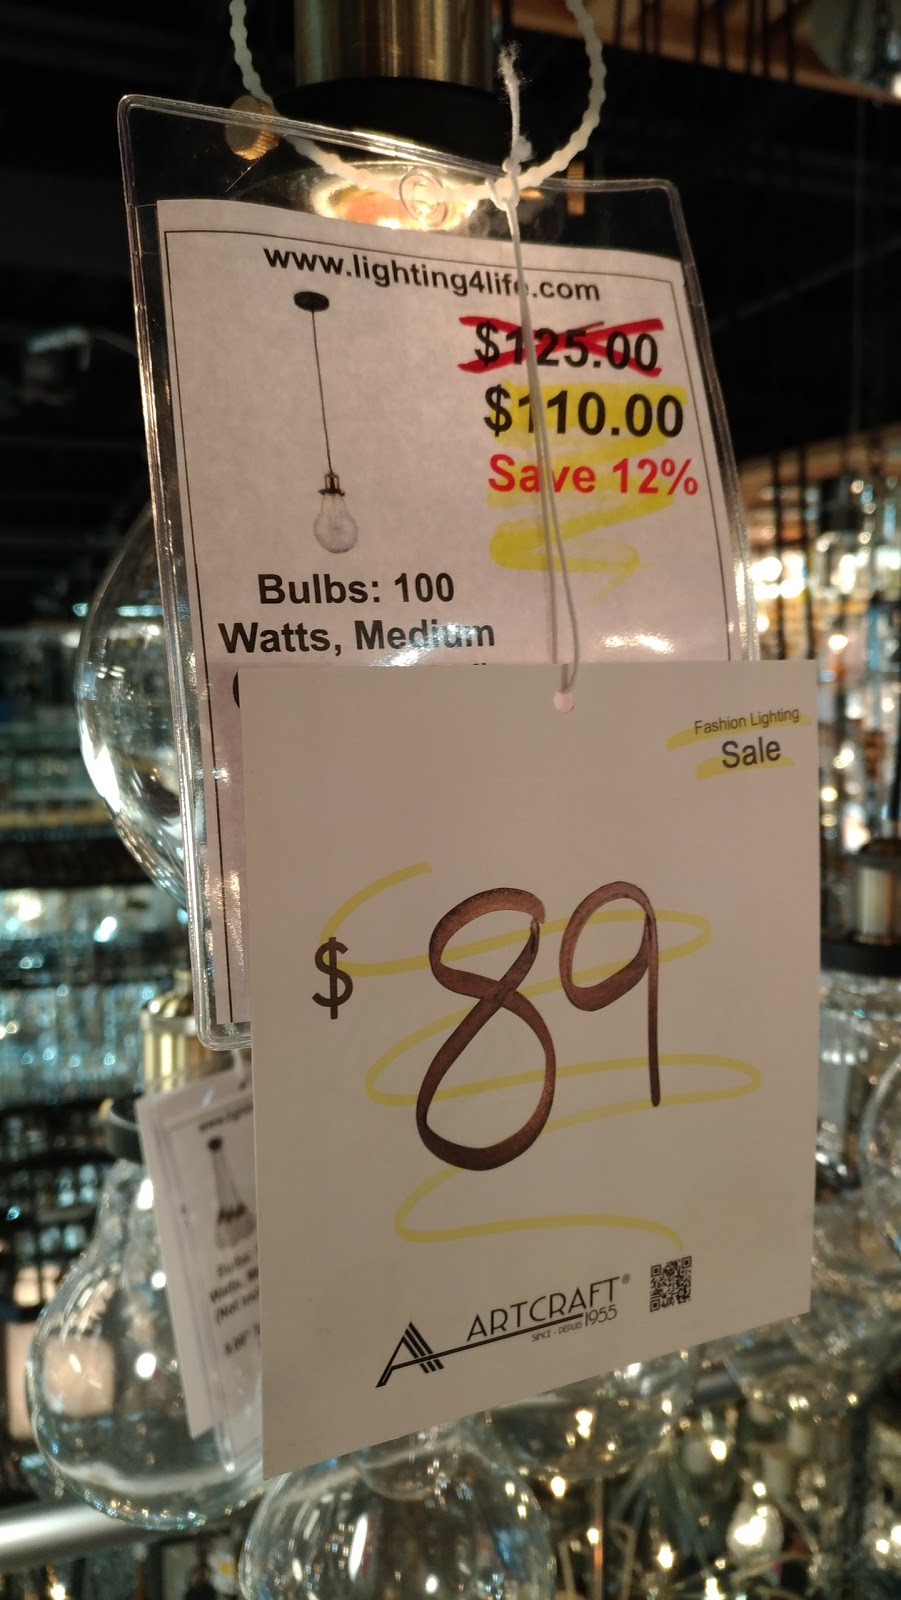 www.lighting4life.com
$125.00
$110.00
Save 12%
Bulbs: 100
Watts, Medium
Fashion Lighting
Sale
$ 89
ARTCRAFT®
SINCE - DEPUIS 1955